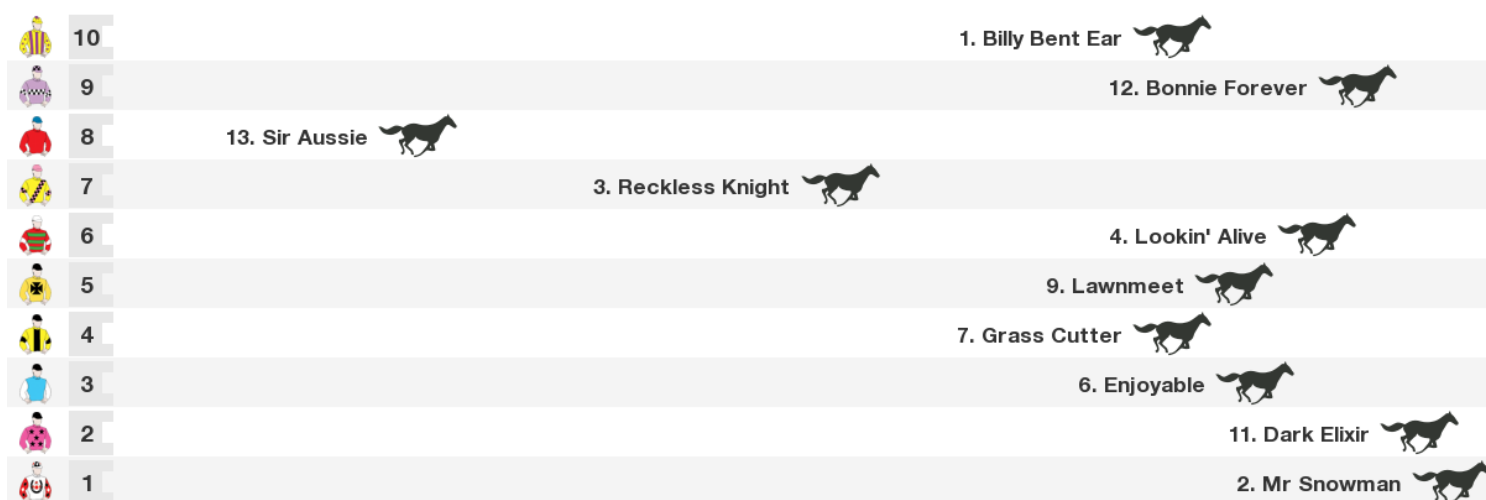 10 1. Billy Bent Ear
9 12. Bonnie Forever
8 13. Sir Aussie
7 3. Reckless Knight
6 4. Lookin' Alive
5 9. Lawnmeet
4 7. Grass Cutter
3 6. Enjoyable
2 11. Dark Elixir
1 2. Mr Snowman